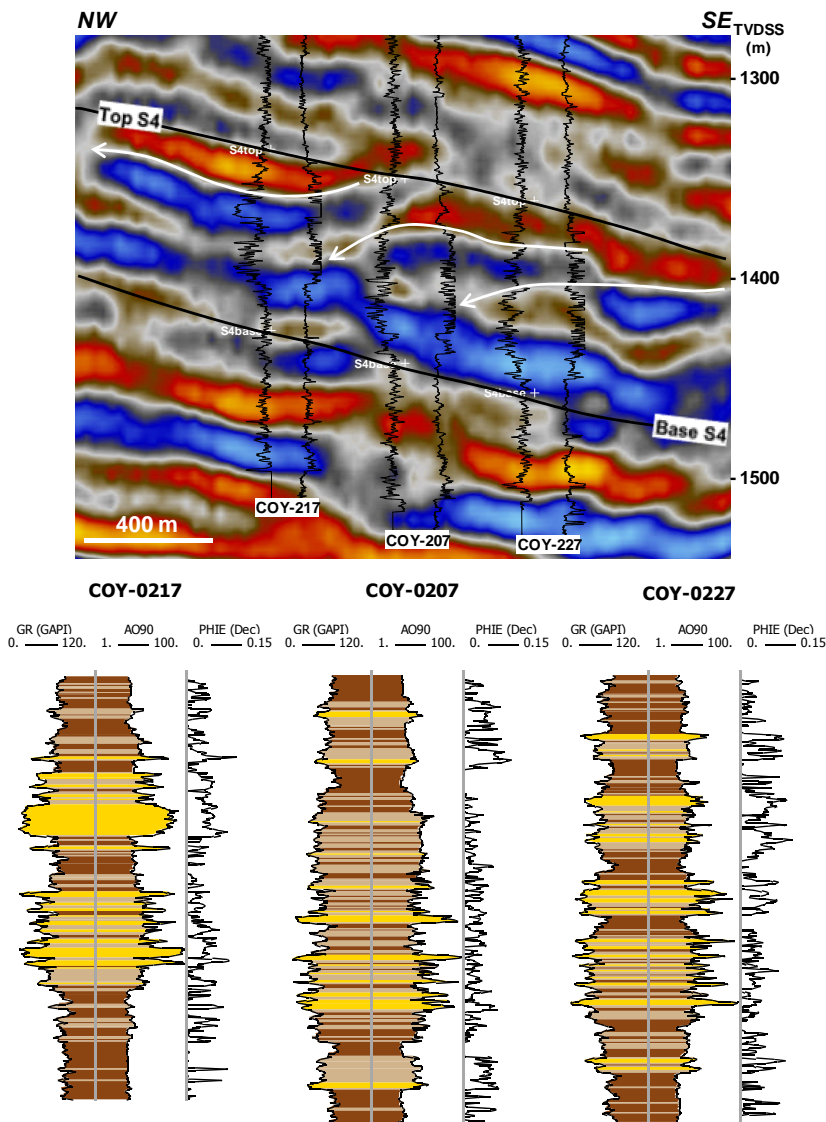 NW
SE
TVDSS
(m)
1300
Top S4
S4top
S4top
S4top
1400
S4base
S4base
S4base
Base S4
1500
COY-217
400 m
COY-207
COY-227
COY-0217
COY-0207
COY-0227
GR (GAPI) AO90 PHIE (Dec)
0. 120. 1. 100. 0. 0.15
GR (GAPI) AO90 PHIE (Dec)
0. 120. 1. 100. 0. 0.15
GR (GAPI) AO90 PHIE (Dec)
0. 120. 1. 100. 0. 0.15